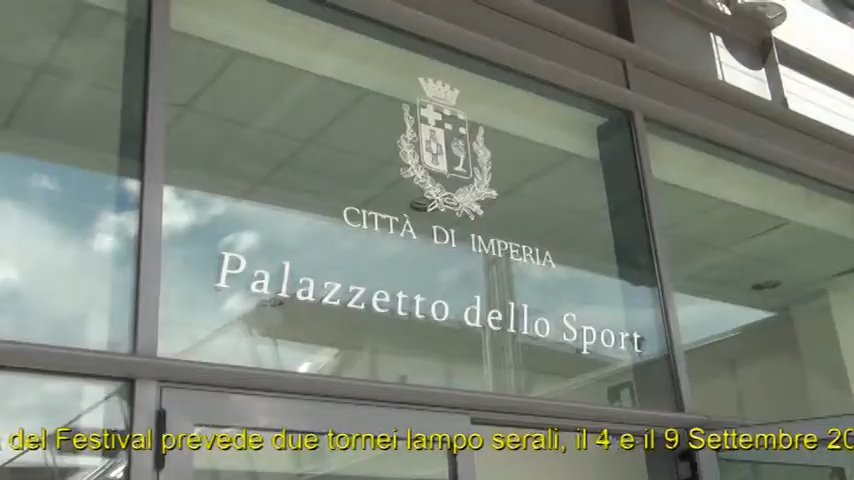 CITTÀ DI IMPERIA
Palazzetto dello Sport
del Festival prevede due tornei lampo serali, il 4 e il 9 Settembre